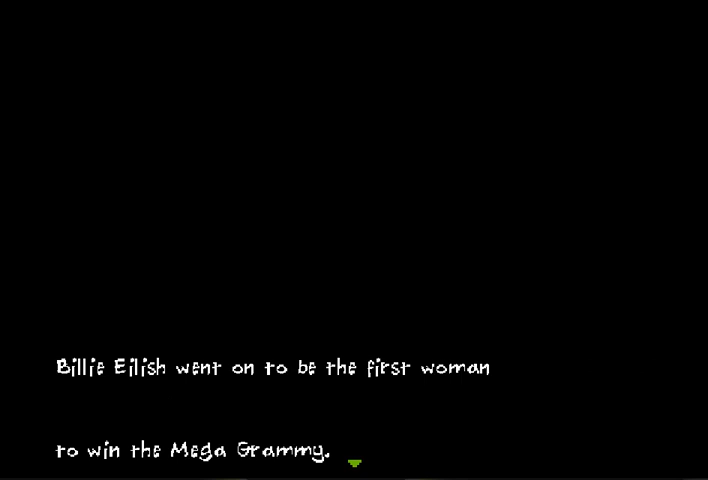 Billie Eilish went on to be the first woman
to win the Mega Grammy.